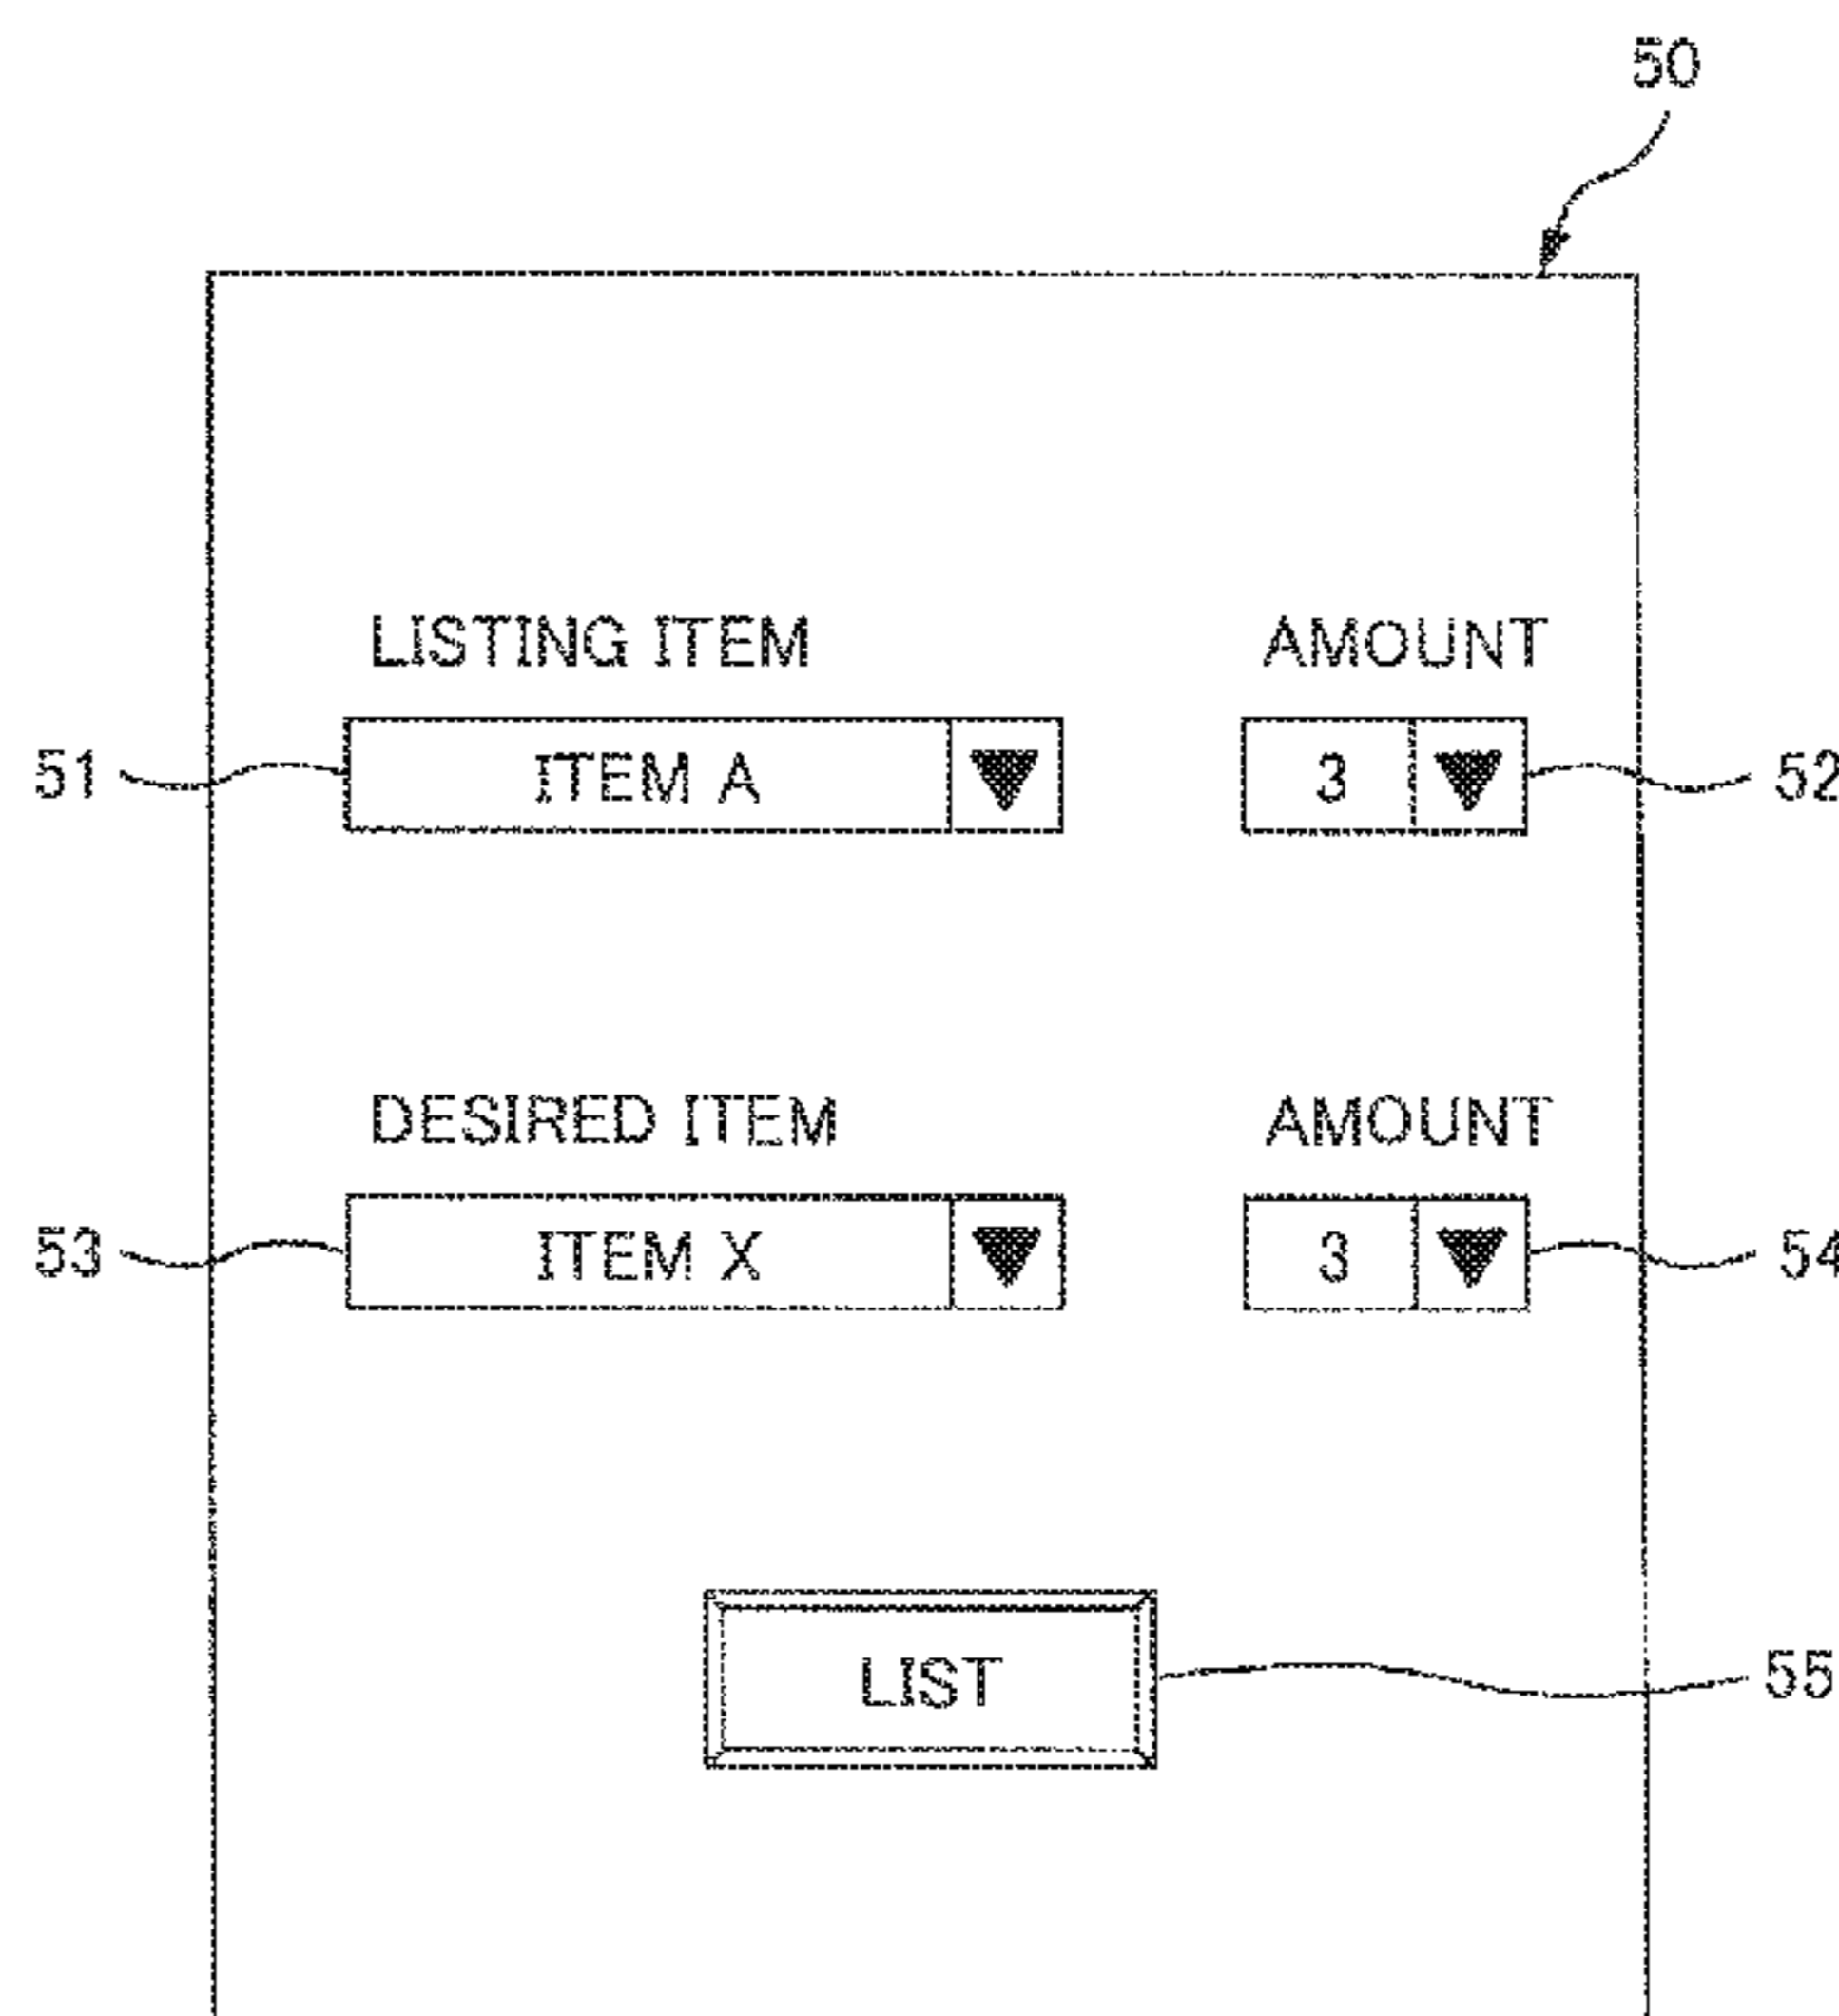 50
LISTING ITEM AMOUNT
51 ITEM A 3 52
DESIRED ITEM AMOUNT
53 ITEM X 3 54
LIST 55